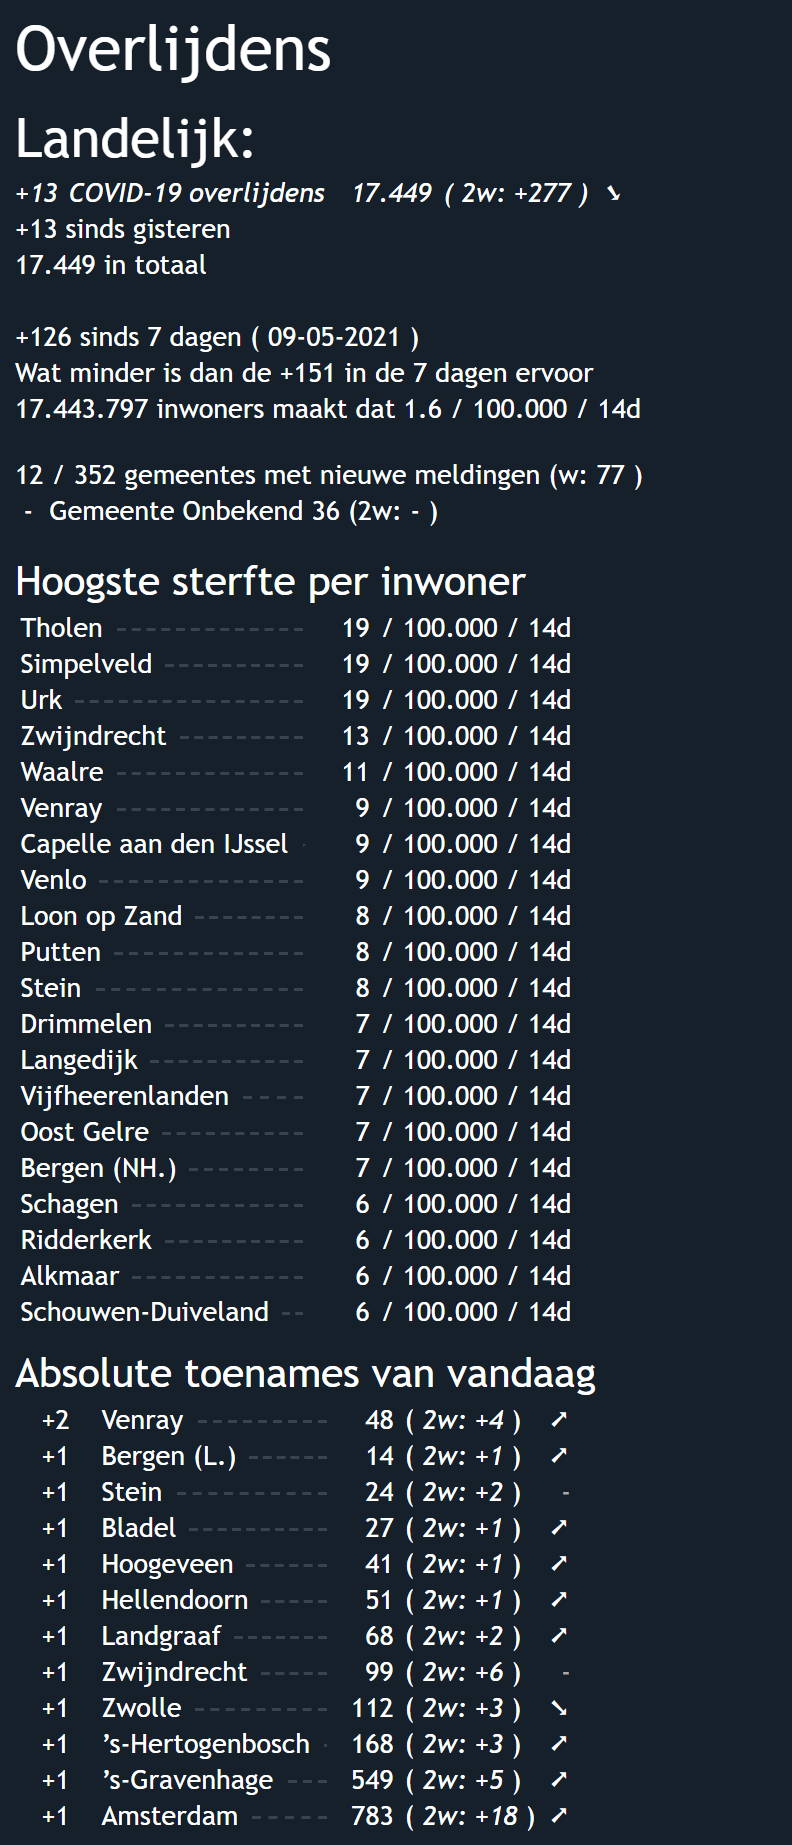 Overlijdens
Landelijk:
+13 COVID-19 overlijdens 17.449 ( 2w: +277 ) ➘
+13 sinds gisteren
17.449 in totaal
+126 sinds 7 dagen ( 09-05-2021 )
Wat minder is dan de +151 in de 7 dagen ervoor
17.443.797 inwoners maakt dat 1.6 / 100.000 / 14d
12 / 352 gemeentes met nieuwe meldingen (w: 77 )
- Gemeente Onbekend 36 (2w: - )
Hoogste sterfte per inwoner
Tholen 19 / 100.000 / 14d
Simpelveld 19 / 100.000 / 14d
Urk 19 / 100.000 / 14d
Zwijndrecht 13 / 100.000 / 14d
Waalre 11 / 100.000 / 14d
Venray 9 / 100.000 / 14d
Capelle aan den IJssel 9 / 100.000 / 14d
Venlo 9 / 100.000 / 14d
Loon op Zand 8 / 100.000 / 14d
Putten 8 / 100.000 / 14d
Stein 8 / 100.000 / 14d
Drimmelen 7 / 100.000 / 14d
Langedijk 7 / 100.000 / 14d
Vijfheerenlanden 7 / 100.000 / 14d
Oost Gelre 7 / 100.000 / 14d
Bergen (NH.) 7 / 100.000 / 14d
Schagen 6 / 100.000 / 14d
Ridderkerk 6 / 100.000 / 14d
Alkmaar 6 / 100.000 / 14d
Schouwen-Duiveland 6 / 100.000 / 14d
Absolute toenames van vandaag
+2 Venray 48 ( 2w: +4 ) ➚
+1 Bergen (L.) 14 ( 2w: +1 ) ➚
+1 Stein 24 ( 2w: +2 ) -
+1 Bladel 27 ( 2w: +1 ) ➚
+1 Hoogeveen 41 ( 2w: +1 ) ➚
+1 Hellendoorn 51 ( 2w: +1 ) ➚
+1 Landgraaf 68 ( 2w: +2 ) ➚
+1 Zwijndrecht 99 ( 2w: +6 ) -
+1 Zwolle 112 ( 2w: +3 ) ➘
+1 ’s-Hertogenbosch 168 ( 2w: +3 ) ➚
+1 ’s-Gravenhage 549 ( 2w: +5 ) ➚
+1 Amsterdam 783 ( 2w: +18 ) ➚